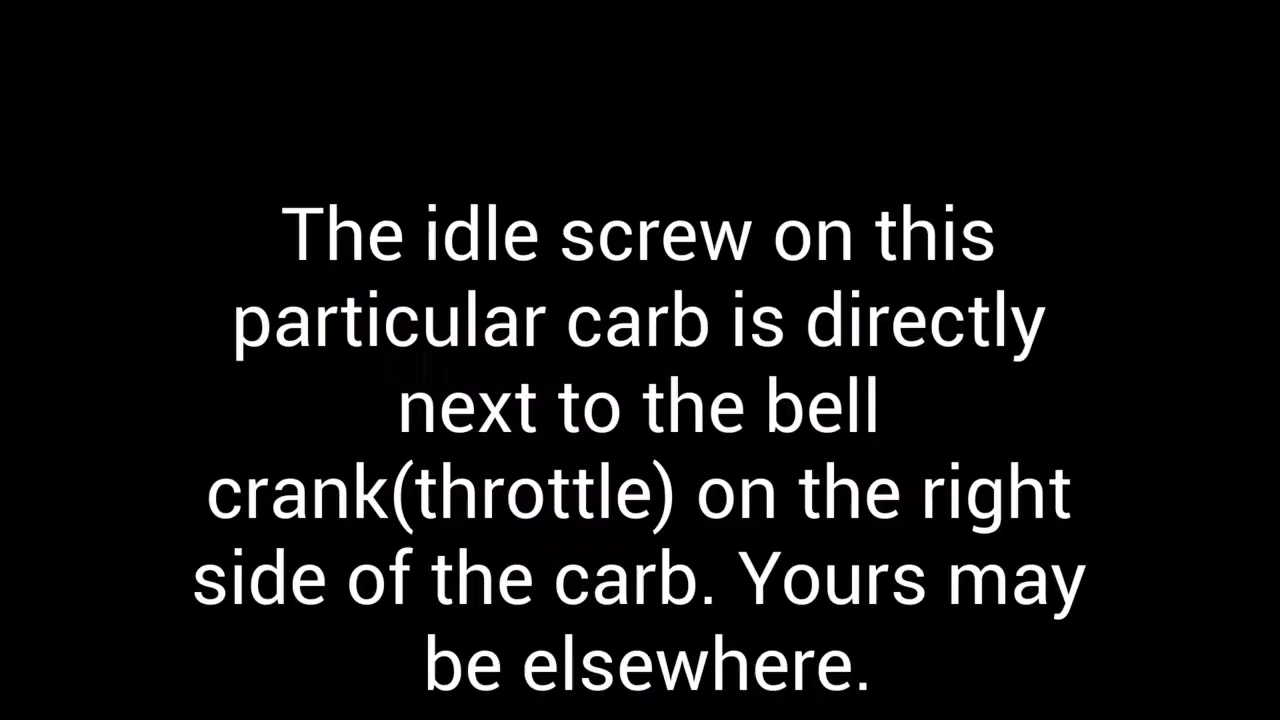 The idle screw on this
particular carb is directly
next to the bell
crank(throttle) on the right
side of the carb. Yours may
be elsewhere.